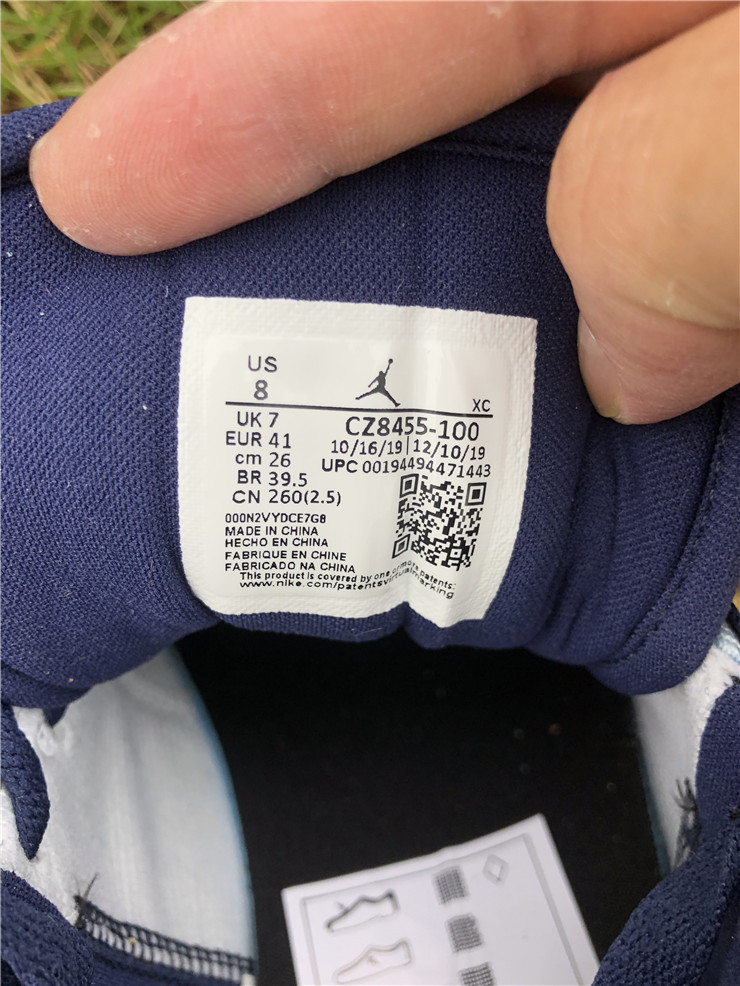 US
8
XC
UK 7
EUR 41
cm 26
BR 39.5
CN 260(2.5)
CZ8455-100
10/16/19 | 12/10/19
UPC 00194494471443
000N2VYDCE7G8
MADE IN CHINA
HECHO EN CHINA
FABRIQUE EN CHINE
FABRICADO NA CHINA
This product is covered by one or more patents:
www.nike.com/patentsvirtualmarking